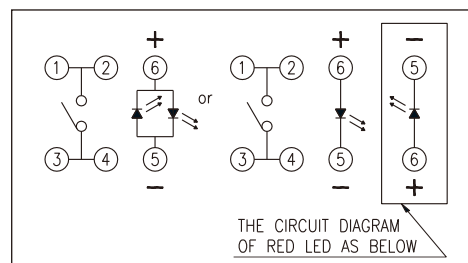 + + −
1 2 6 1 2 6 5
or
3 4 5 3 4 5 6
− − +
THE CIRCUIT DIAGRAM
OF RED LED AS BELOW